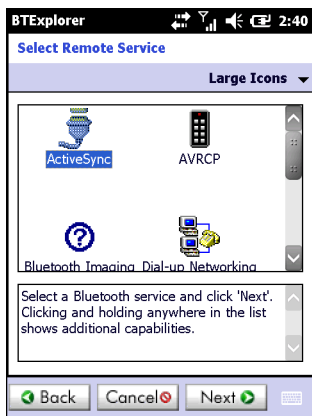 BTExplorer 2:40
Select Remote Service
Large Icons
ActiveSync AVRCP
Bluetooth Imaging Dial-up Networking
Select a Bluetooth service and click 'Next'.
Clicking and holding anywhere in the list
shows additional capabilities.
Back Cancel Next